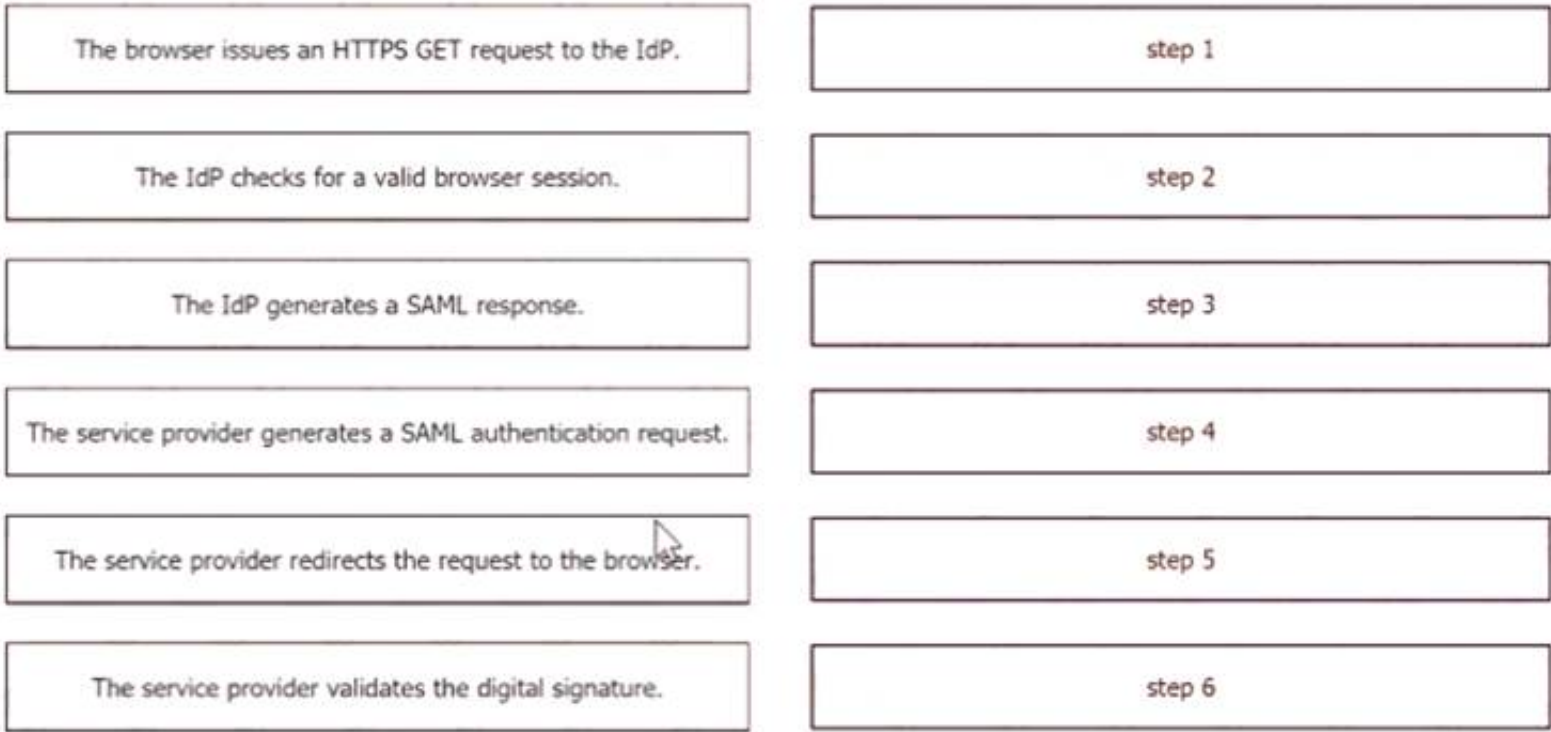 The browser issues an HTTPS GET request to the IdP.
step 1
The IdP checks for a valid browser session.
step 2
The IdP generates a SAML response.
step 3
The service provider generates a SAML authentication request.
step 4
The service provider redirects the request to the browser.
step 5
The service provider validates the digital signature.
step 6